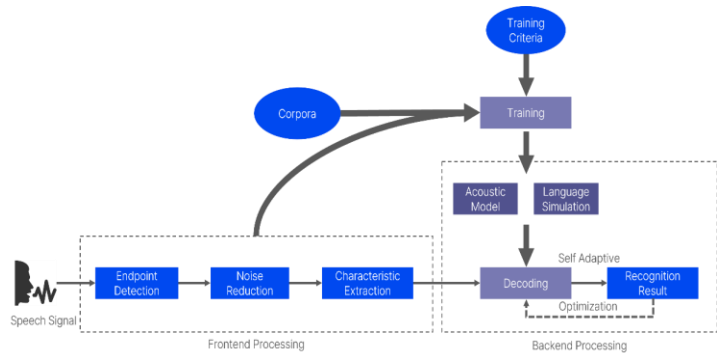 Training
Criteria
Corpora
Training
Acoustic
Model
Language
Simulation
Endpoint
Detection
Noise
Reduction
Characteristic
Extraction
Decoding
Self Adaptive
Recognition
Result
Optimization
Speech Signal
Frontend Processing
Backend Processing